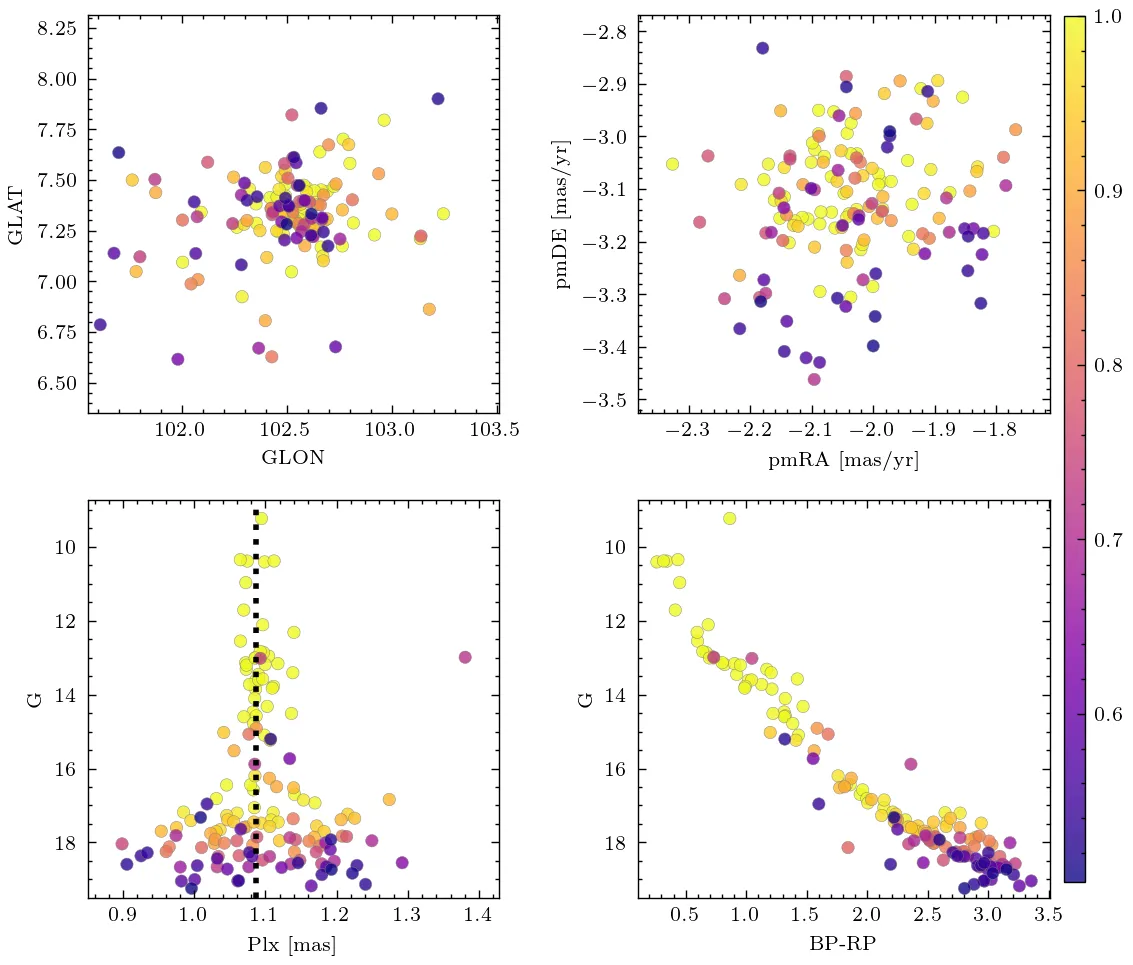 8.25
8.00
7.75
7.50
7.25
7.00
6.75
6.50
GLAT
102.0 102.5 103.0 103.5
GLON
−2.8
−2.9
−3.0
−3.1
−3.2
−3.3
−3.4
−3.5
pmDE [mas/yr]
−2.3 −2.2 −2.1 −2.0 −1.9 −1.8
pmRA [mas/yr]
10
12
14
16
18
G
0.9 1.0 1.1 1.2 1.3 1.4
Plx [mas]
10
12
14
16
18
G
0.5 1.0 1.5 2.0 2.5 3.0 3.5
BP-RP
1.0
0.9
0.8
0.7
0.6